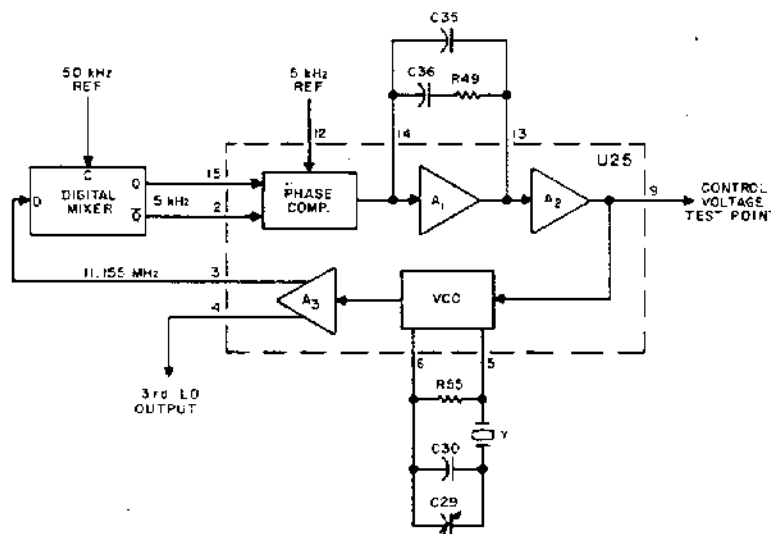 C35
50 kHz
REF
5 kHz
REF
C36
R49
12
14
13
U25
C
D
DIGITAL
MIXER
Q
Q̅
15
5 kHz
2
PHASE
COMP.
A1
A2
9
CONTROL
VOLTAGE
TEST POINT
11.155 MHz
3
4
A3
VCO
3rd LO
OUTPUT
6
5
R55
Y
C30
C29